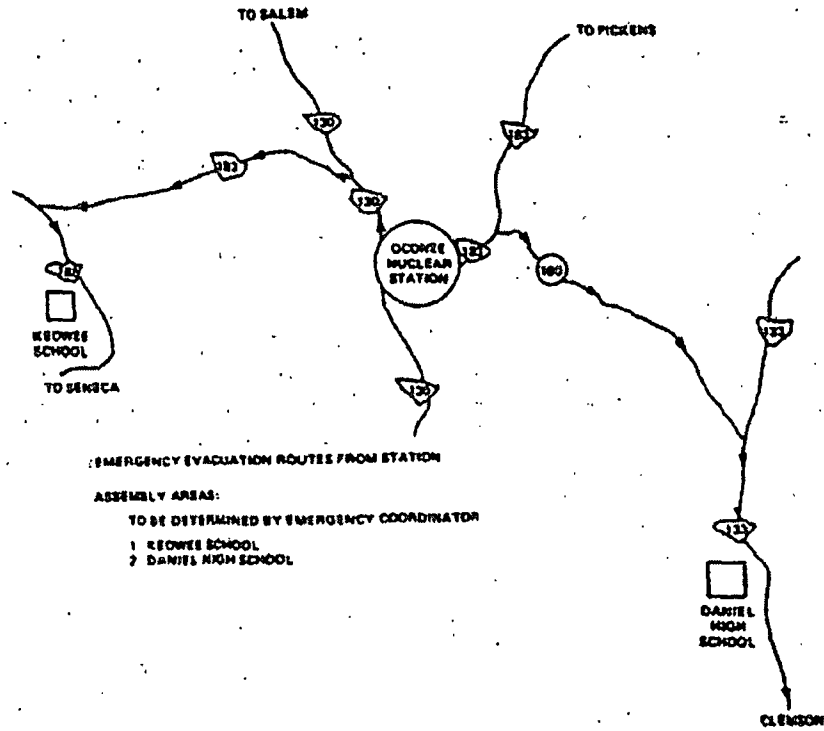 TO SALEM
TO PICKENS
130
183
183
130
OCONEE
NUCLEAR
STATION
183
160
133
KEOWEE
SCHOOL
130
TO SENECA
EMERGENCY EVACUATION ROUTES FROM STATION
ASSEMBLY AREAS:
TO BE DETERMINED BY EMERGENCY COORDINATOR
1 KEOWEE SCHOOL
2 DANIEL HIGH SCHOOL
133
DANIEL
HIGH
SCHOOL
CLEMSON